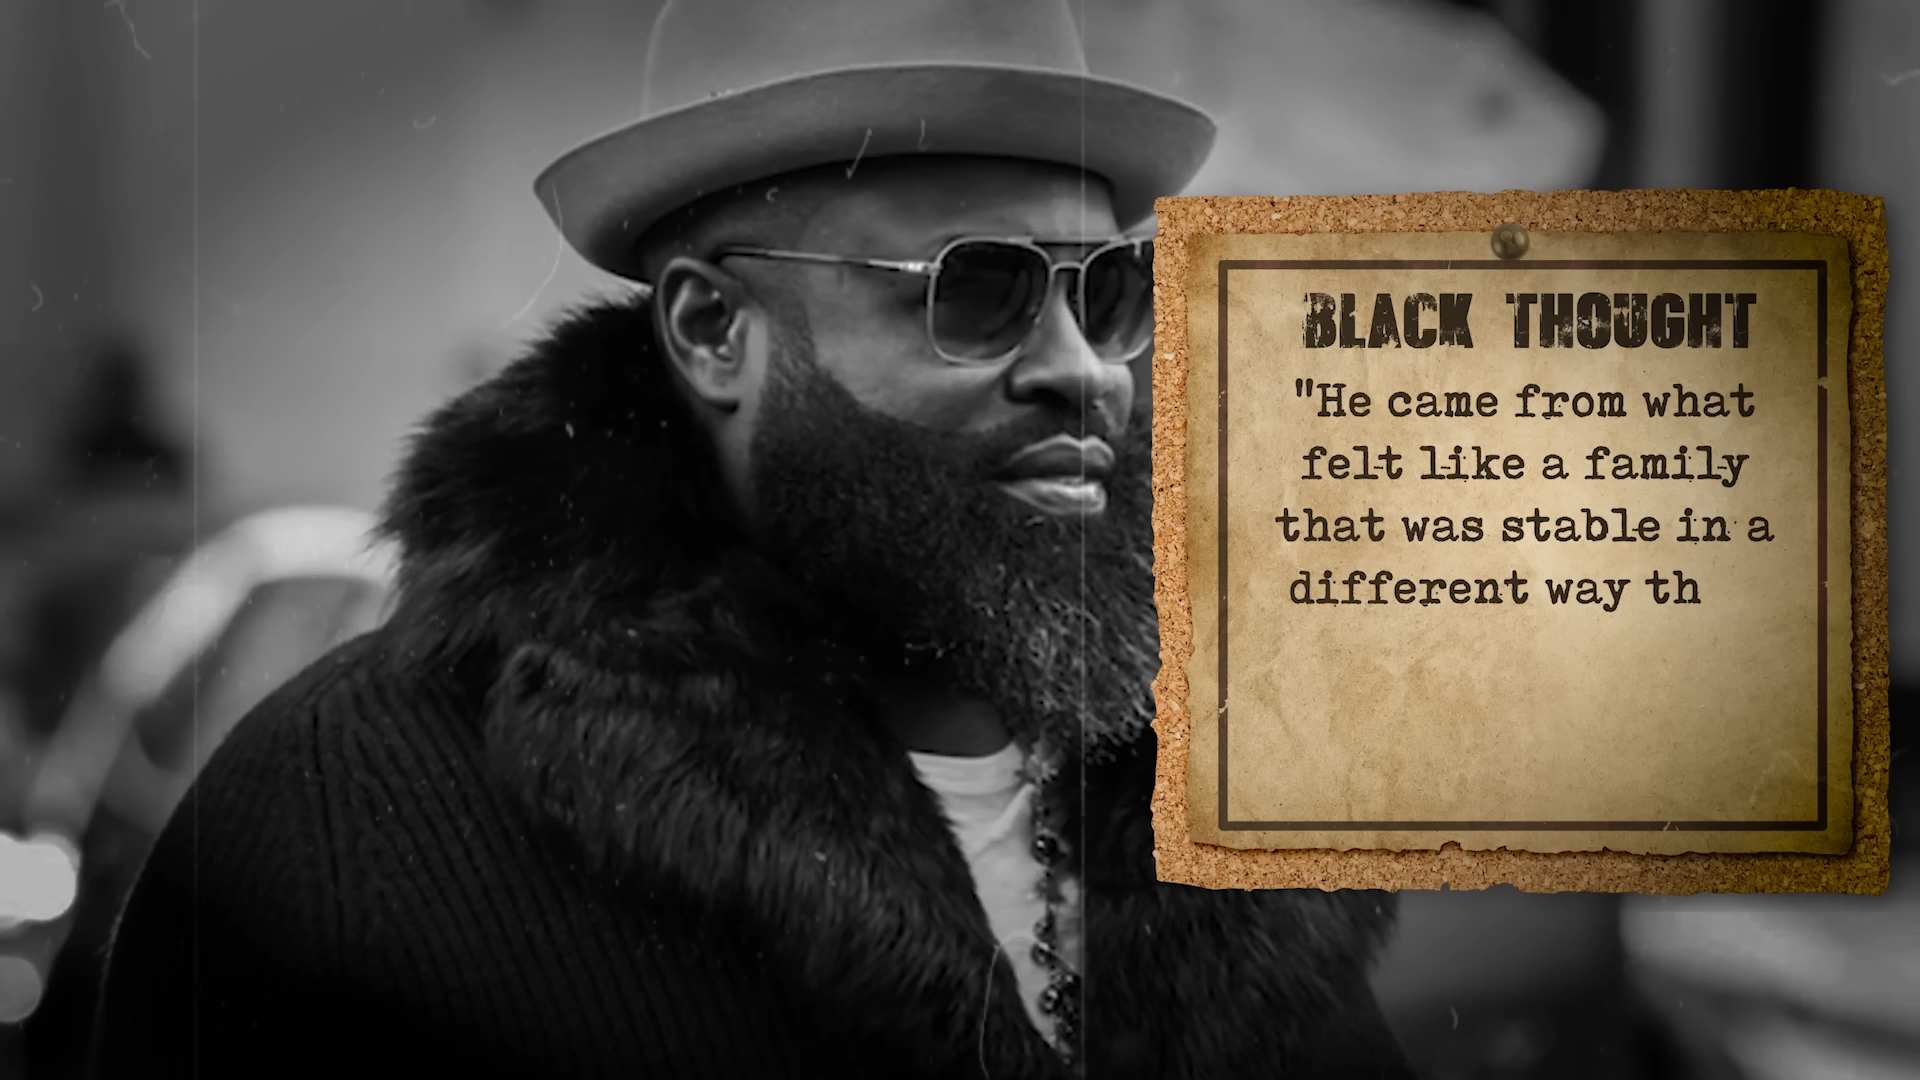 BLACK THOUGHT
"He came from what
felt like a family
that was stable in a
different way th